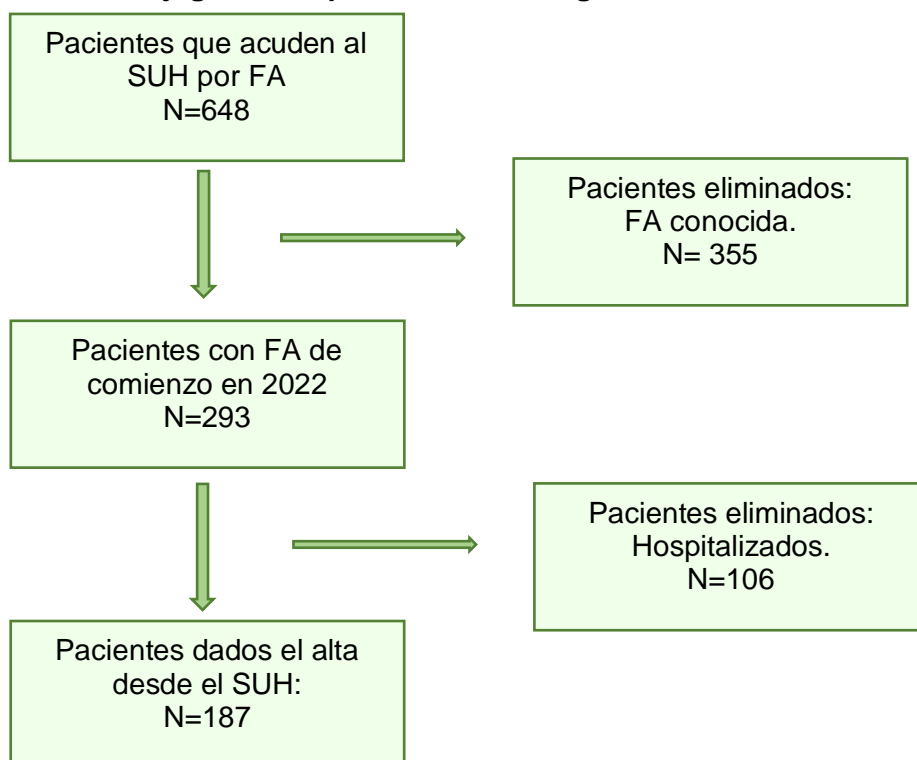 Pacientes que acuden al
SUH por FA
N=648
Pacientes eliminados:
FA conocida.
N= 355
Pacientes con FA de
comienzo en 2022
N=293
Pacientes eliminados:
Hospitalizados.
N=106
Pacientes dados el alta
desde el SUH:
N=187